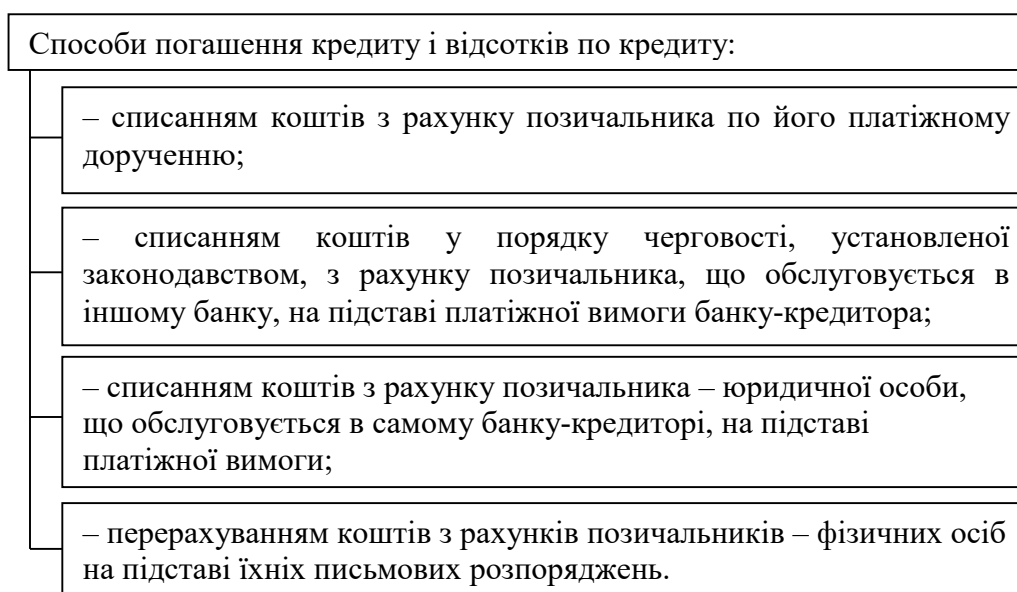 Способи погашення кредиту і відсотків по кредиту:
– списанням коштів з рахунку позичальника по його платіжному
дорученню;
– списанням коштів у порядку черговості, установленої
законодавством, з рахунку позичальника, що обслуговується в
іншому банку, на підставі платіжної вимоги банку-кредитора;
– списанням коштів з рахунку позичальника – юридичної особи,
що обслуговується в самому банку-кредиторі, на підставі
платіжної вимоги;
– перерахуванням коштів з рахунків позичальників – фізичних осіб
на підставі їхніх письмових розпоряджень.